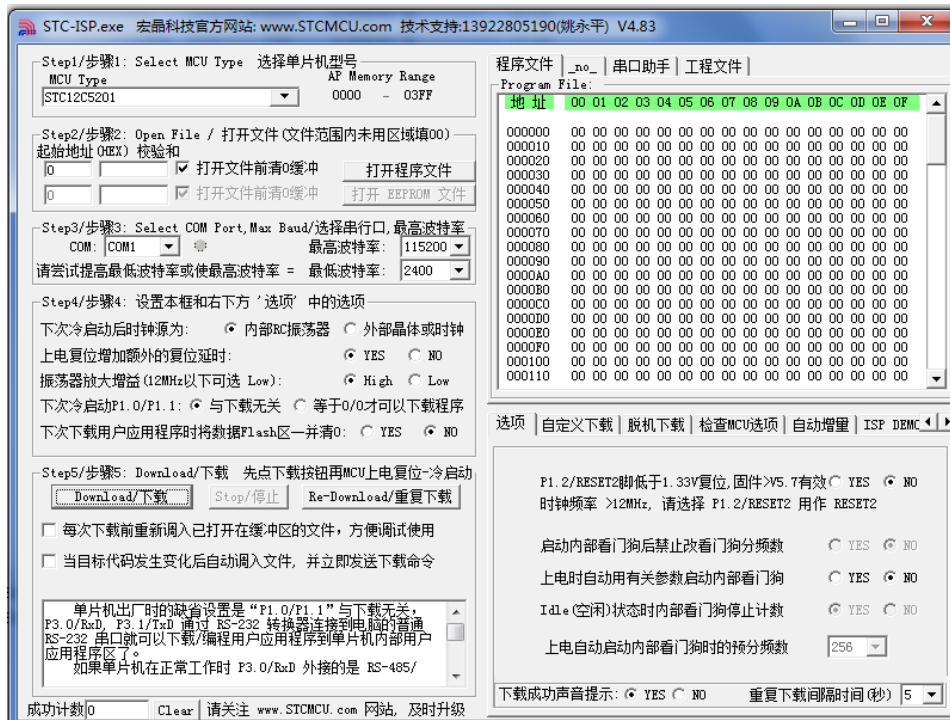 STC-ISP.exe 宏晶科技官方网站: www.STCMCU.com 技术支持:13922805190(姚永平) V4.83
Step1/步骤1: Select MCU Type 选择单片机型号
MCU Type AP Memory Range
STC12C5201 0000 - 03FF
Step2/步骤2: Open File / 打开文件(文件范围内未用区域填00)
起始地址(HEX) 校验和
0 打开文件前清0缓冲 打开程序文件
0 打开文件前清0缓冲 打开 EEPROM 文件
Step3/步骤3: Select COM Port,Max Baud/选择串行口,最高波特率
COM: COM1 最高波特率: 115200
请尝试提高最低波特率或使最高波特率 = 最低波特率: 2400
Step4/步骤4: 设置本框和右下方 '选项' 中的选项
下次冷启动后时钟源为: 内部RC振荡器 外部晶体或时钟
上电复位增加额外的复位延时: YES NO
振荡器放大增益(12MHz以下可选 Low): High Low
下次冷启动P1.0/P1.1: 与下载无关 等于0/0才可以下载程序
下次下载用户应用程序时将数据Flash区一并清0: YES NO
Step5/步骤5: Download/下载 先点下载按钮再MCU上电复位-冷启动
Download/下载 Stop/停止 Re-Download/重复下载
每次下载前重新调入已打开在缓冲区的文件，方便调试使用
当目标代码发生变化后自动调入文件，并立即发送下载命令
单片机出厂时的缺省设置是“P1.0/P1.1”与下载无关，
P3.0/RxD, P3.1/TxD 通过 RS-232 转换器连接到电脑的普通
RS-232 串口就可以下载/编程用户应用程序到单片机内部用户
应用程序区了。
如果单片机在正常工作时 P3.0/RxD 外接的是 RS-485/
成功计数 0 Clear 请关注 www.STCMCU.com 网站, 及时升级
程序文件 _no_ 串口助手 工程文件
Program File:
地 址 00 01 02 03 04 05 06 07 08 09 0A 0B 0C 0D 0E 0F
000000 00 00 00 00 00 00 00 00 00 00 00 00 00 00 00 00
000010 00 00 00 00 00 00 00 00 00 00 00 00 00 00 00 00
000020 00 00 00 00 00 00 00 00 00 00 00 00 00 00 00 00
000030 00 00 00 00 00 00 00 00 00 00 00 00 00 00 00 00
000040 00 00 00 00 00 00 00 00 00 00 00 00 00 00 00 00
000050 00 00 00 00 00 00 00 00 00 00 00 00 00 00 00 00
000060 00 00 00 00 00 00 00 00 00 00 00 00 00 00 00 00
000070 00 00 00 00 00 00 00 00 00 00 00 00 00 00 00 00
000080 00 00 00 00 00 00 00 00 00 00 00 00 00 00 00 00
000090 00 00 00 00 00 00 00 00 00 00 00 00 00 00 00 00
0000A0 00 00 00 00 00 00 00 00 00 00 00 00 00 00 00 00
0000B0 00 00 00 00 00 00 00 00 00 00 00 00 00 00 00 00
0000C0 00 00 00 00 00 00 00 00 00 00 00 00 00 00 00 00
0000D0 00 00 00 00 00 00 00 00 00 00 00 00 00 00 00 00
0000E0 00 00 00 00 00 00 00 00 00 00 00 00 00 00 00 00
0000F0 00 00 00 00 00 00 00 00 00 00 00 00 00 00 00 00
000100 00 00 00 00 00 00 00 00 00 00 00 00 00 00 00 00
000110 00 00 00 00 00 00 00 00 00 00 00 00 00 00 00 00
选项 自定义下载 脱机下载 检查MCU选项 自动增量 ISP DEMO
P1.2/RESET2脚低于1.33V复位,固件>V5.7有效 YES NO
时钟频率 >12MHz, 请选择 P1.2/RESET2 用作 RESET2
启动内部看门狗后禁止改看门狗分频数 YES NO
上电时自动用有关参数启动内部看门狗 YES NO
Idle(空闲)状态时内部看门狗停止计数 YES NO
上电自动启动内部看门狗时的预分频数 256
下载成功声音提示: YES NO 重复下载间隔时间(秒) 5